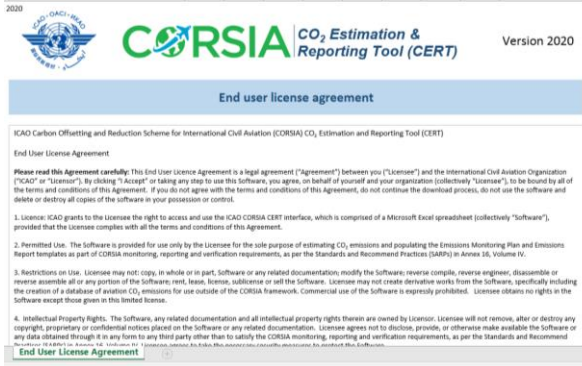 2020
ICAO · OACI · ИКАО
CORSIA
CO₂ Estimation &
Reporting Tool (CERT)
Version 2020
End user license agreement
ICAO Carbon Offsetting and Reduction Scheme for International Civil Aviation (CORSIA) CO₂ Estimation and Reporting Tool (CERT)
End User License Agreement
Please read this Agreement carefully: This End User Licence Agreement is a legal agreement ("Agreement") between you ("Licensee") and the International Civil Aviation Organization
("ICAO" or "Licensor"). By clicking "I Accept" or taking any step to use this Software, you agree, on behalf of yourself and your organization (collectively "Licensee"), to be bound by all of
the terms and conditions of this Agreement. If you do not agree with the terms and conditions of this Agreement, do not continue the download process, do not use the software and
delete or destroy all copies of the software in your possession or control.
1. Licence: ICAO grants to the Licensee the right to access and use the ICAO CORSIA CERT interface, which is comprised of a Microsoft Excel spreadsheet (collectively "Software"),
provided that the Licensee complies with all the terms and conditions of this Agreement.
2. Permitted Use. The Software is provided for use only by the Licensee for the sole purpose of estimating CO₂ emissions and populating the Emissions Monitoring Plan and Emissions
Report templates as part of CORSIA monitoring, reporting and verification requirements, as per the Standards and Recommend Practices (SARPs) in Annex 16, Volume IV.
3. Restrictions on Use. Licensee may not: copy, in whole or in part, Software or any related documentation; modify the Software; reverse compile, reverse engineer, disassemble or
reverse assemble all or any portion of the Software; rent, lease, license, sublicense or sell the Software. Licensee may not create derivative works from the Software, specifically including
the creation of a database of aviation CO₂ emissions for use outside of the CORSIA framework. Commercial use of the Software is expressly prohibited. Licensee obtains no rights in the
Software except those given in this limited license.
4. Intellectual Property Rights. The Software, any related documentation and all intellectual property rights therein are owned by Licensor. Licensee will not remove, alter or destroy any
copyright, proprietary or confidential notices placed on the Software or any related documentation. Licensee agrees not to disclose, provide, or otherwise make available the Software or
any data obtained through it in any form to any third party other than to satisfy the CORSIA monitoring, reporting and verification requirements, as per the Standards and Recommend
End User License Agreement